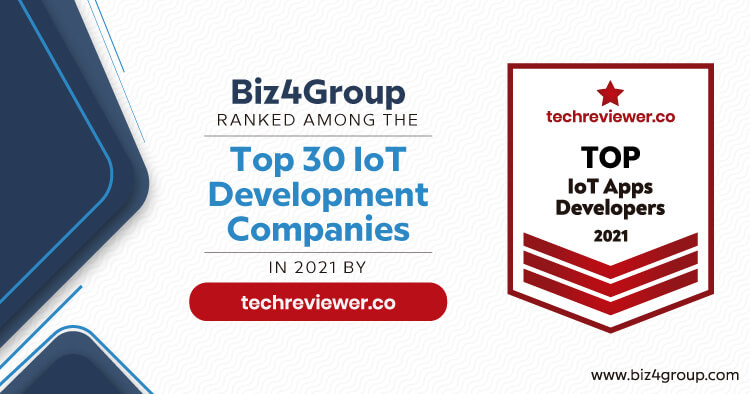 Biz4Group
RANKED AMONG THE
Top 30 IoT
Development
Companies
IN 2021 BY
techreviewer.co
techreviewer.co
TOP
IoT Apps
Developers
2021
www.biz4group.com